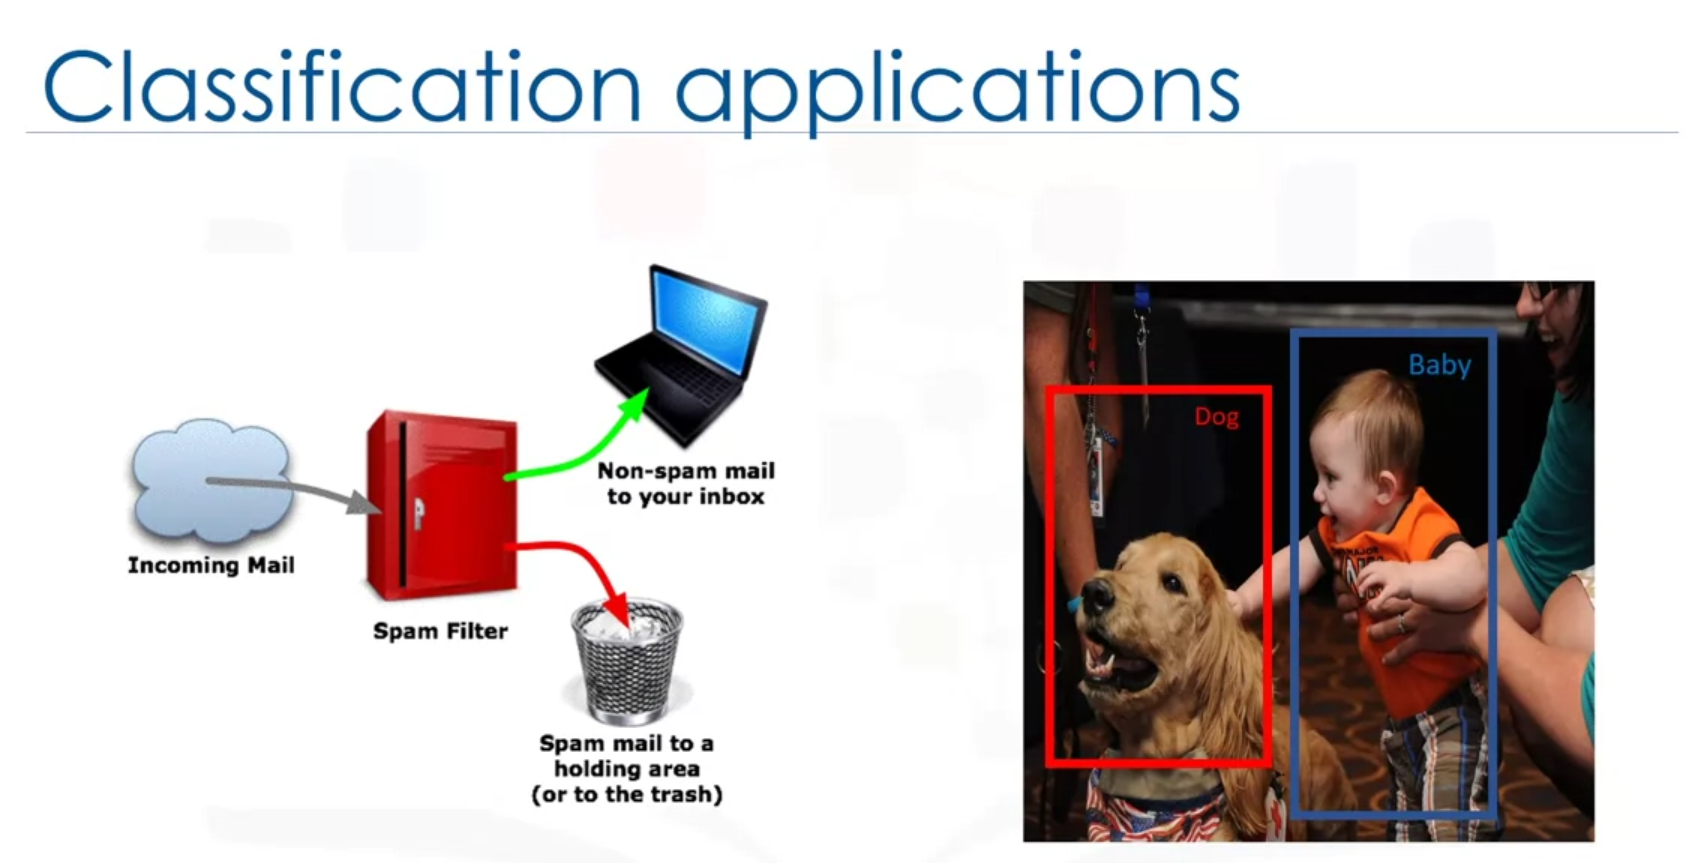 Classification applications
Incoming Mail
Spam Filter
Non-spam mail
to your inbox
Spam mail to a
holding area
(or to the trash)
Dog
Baby